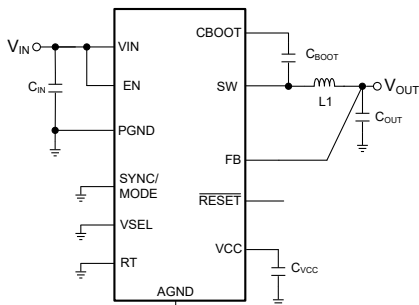 CBOOT
VIN
VIN
CBOOT
CIN
EN
SW
VOUT
L1
COUT
PGND
FB
SYNC/
MODE
RESET
VSEL
VCC
RT
CVCC
AGND